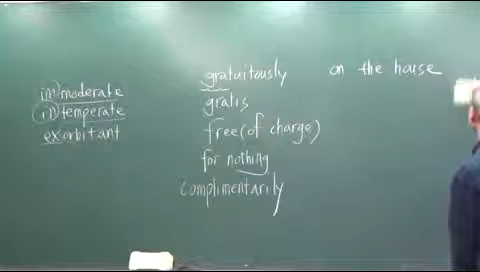 immoderate
intemperate
exorbitant
gratuitously
gratis
free (of charge)
for nothing
complimentarily
on the house